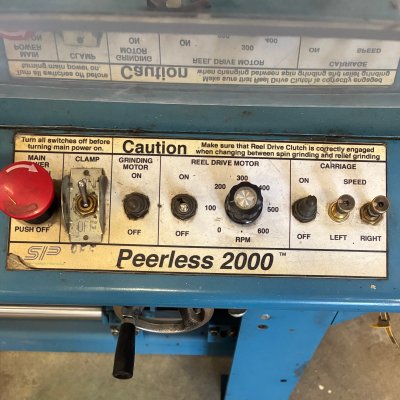 Turn all switches off before
turning main power on.
Caution
Make sure that Reel Drive Clutch is correctly engaged
when changing between spin grinding and relief grinding
MAIN
POWER
CLAMP
GRINDING
MOTOR
REEL DRIVE MOTOR
CARRIAGE
ON
ON
ON
SPEED
200
300
400
100
500
0
600
PUSH OFF
OFF
OFF
OFF
RPM
OFF
LEFT
RIGHT
SIP
Peerless 2000 ™